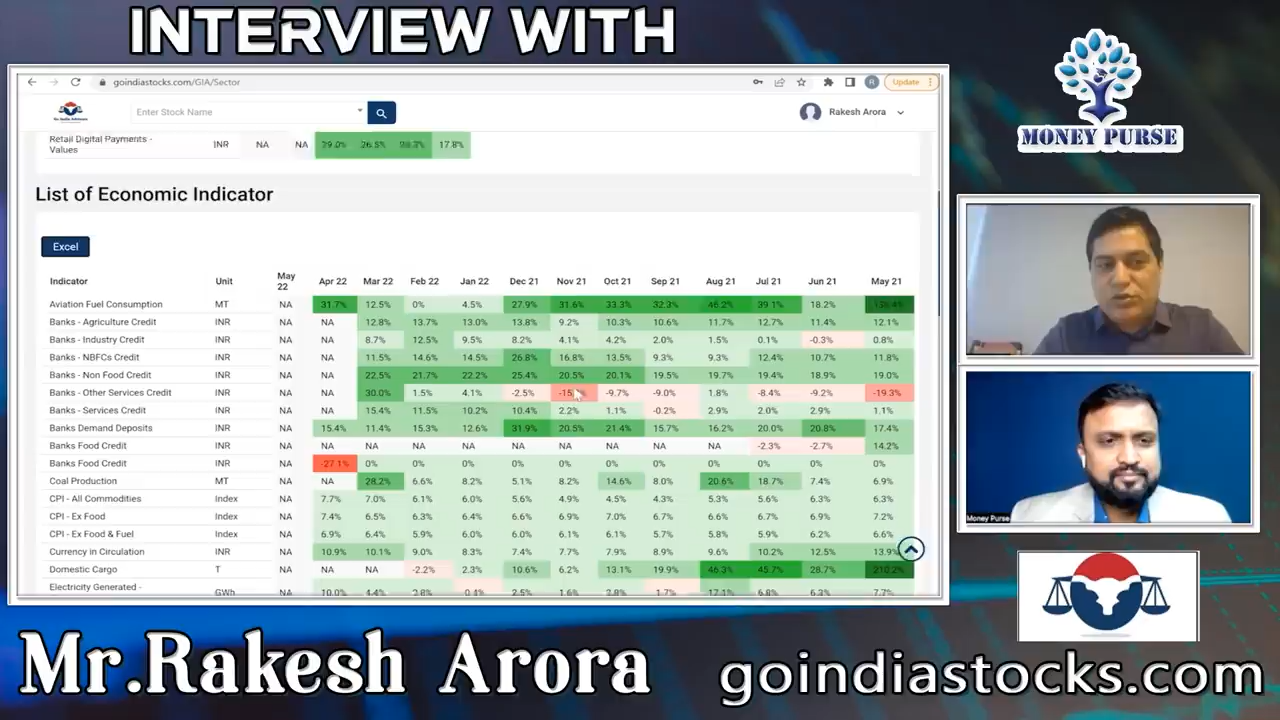 INTERVIEW WITH
MONEY PURSE
goindiastocks.com/GIA/Sector
R
Update
Enter Stock Name
Rakesh Arora
Retail Digital Payments - Values INR NA NA 26.5% 17.8%
List of Economic Indicator
Excel
Indicator Unit May 22 Apr 22 Mar 22 Feb 22 Jan 22 Dec 21 Nov 21 Oct 21 Sep 21 Aug 21 Jul 21 Jun 21 May 21
Aviation Fuel Consumption MT NA 31.7% 12.5% 0% 4.5% 27.9% 31.6% 33.3% 32.3% 46.2% 39.1% 18.2%
Banks - Agriculture Credit INR NA NA 12.8% 13.7% 13.0% 13.8% 9.2% 10.3% 10.6% 11.7% 12.7% 11.4% 12.1%
Banks - Industry Credit INR NA NA 8.7% 12.5% 9.5% 8.2% 4.1% 4.2% 2.0% 1.5% 0.1% -0.3% 0.8%
Banks - NBFCs Credit INR NA NA 11.5% 14.6% 14.5% 26.8% 16.8% 13.5% 9.3% 9.3% 12.4% 10.7% 11.8%
Banks - Non Food Credit INR NA NA 22.5% 21.7% 22.2% 25.4% 20.5% 20.1% 19.5% 19.7% 19.4% 18.9% 19.0%
Banks - Other Services Credit INR NA NA 30.0% 1.5% 4.1% -2.5% -9.7% -9.0% 1.8% -8.4% -9.2% -19.3%
Banks - Services Credit INR NA NA 15.4% 11.5% 10.2% 10.4% 2.2% 1.1% -0.2% 2.9% 2.0% 2.9% 1.1%
Banks Demand Deposits INR NA 15.4% 11.4% 15.3% 12.6% 31.9% 20.5% 21.4% 15.7% 16.2% 20.0% 20.8% 17.4%
Banks Food Credit INR NA NA NA NA NA NA NA NA NA NA -2.3% -2.7% 14.2%
Banks Food Credit INR NA -27.1% 0% 0% 0% 0% 0% 0% 0% 0% 0% 0% 0%
Coal Production MT NA NA 28.2% 6.6% 8.2% 5.1% 8.2% 14.6% 8.0% 20.6% 18.7% 7.4% 6.9%
CPI - All Commodities Index NA 7.7% 7.0% 6.1% 6.0% 5.6% 4.9% 4.5% 4.3% 5.3% 5.6% 6.3% 6.3%
CPI - Ex Food Index NA 7.4% 6.5% 6.3% 6.4% 6.6% 6.9% 7.0% 6.7% 6.6% 6.7% 6.9% 7.2%
CPI - Ex Food & Fuel Index NA 6.9% 6.4% 5.9% 6.0% 6.0% 6.1% 6.1% 5.7% 5.8% 5.9% 6.2% 6.6%
Currency in Circulation INR NA 10.9% 10.1% 9.0% 8.3% 7.4% 7.7% 7.9% 8.9% 9.6% 10.2% 12.5% 13.9%
Domestic Cargo T NA NA NA -2.2% 2.3% 10.6% 6.2% 13.1% 19.9% 46.3% 45.7% 28.7% 210.2%
Electricity Generated - GWh NA 10.0% 4.4% 2.5% 1.6% 17.1% 6.3% 7.7%
Money Purse
Mr.Rakesh Arora
goindiastocks.com